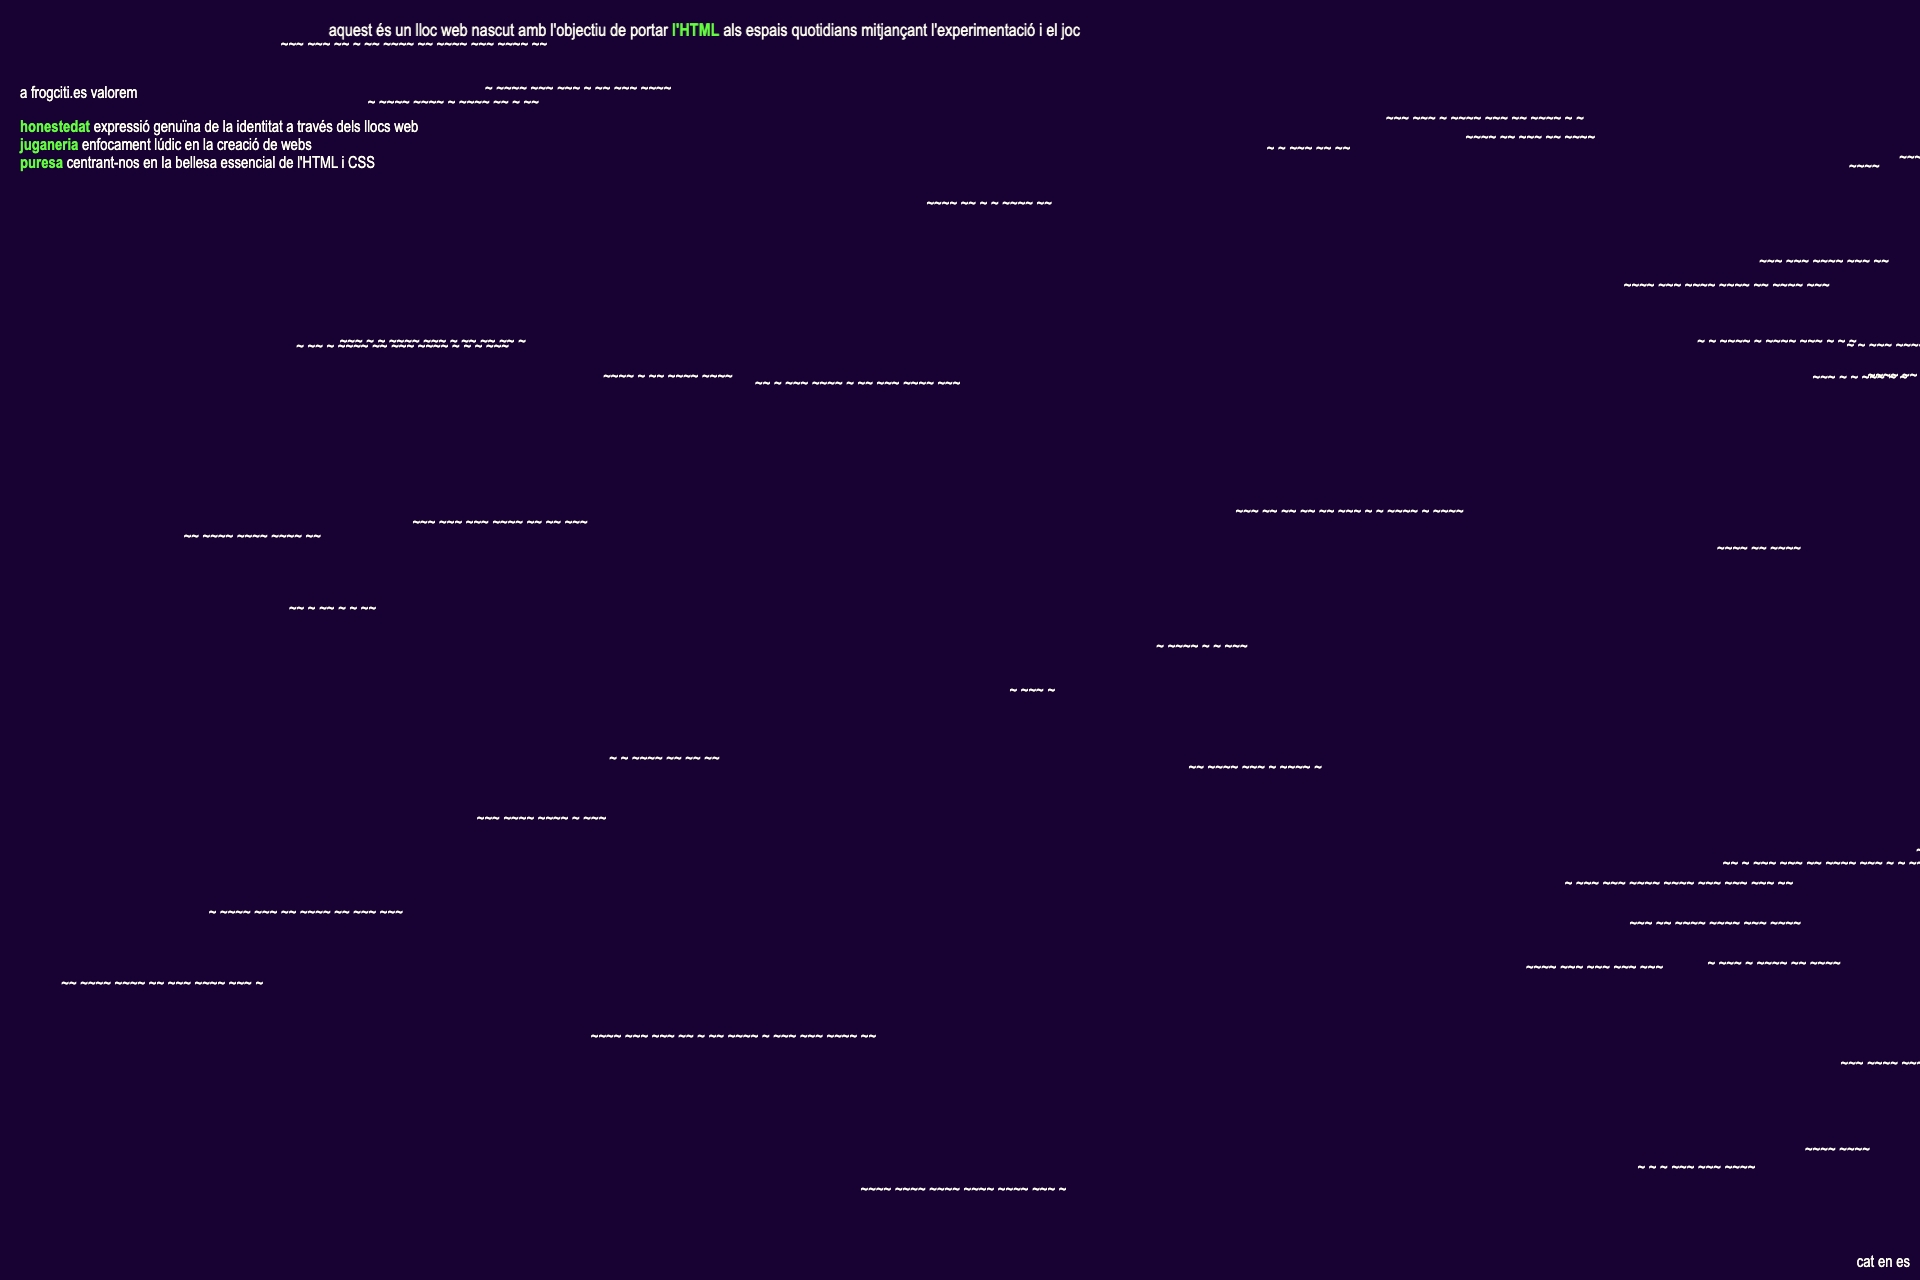 aquest és un lloc web nascut amb l'objectiu de portar l'HTML als espais quotidians mitjançant l'experimentació i el joc
a frogciti.es valorem
honestedat expressió genuïna de la identitat a través dels llocs web
juganeria enfocament lúdic en la creació de webs
puresa centrant-nos en la bellesa essencial de l'HTML i CSS
cat en es